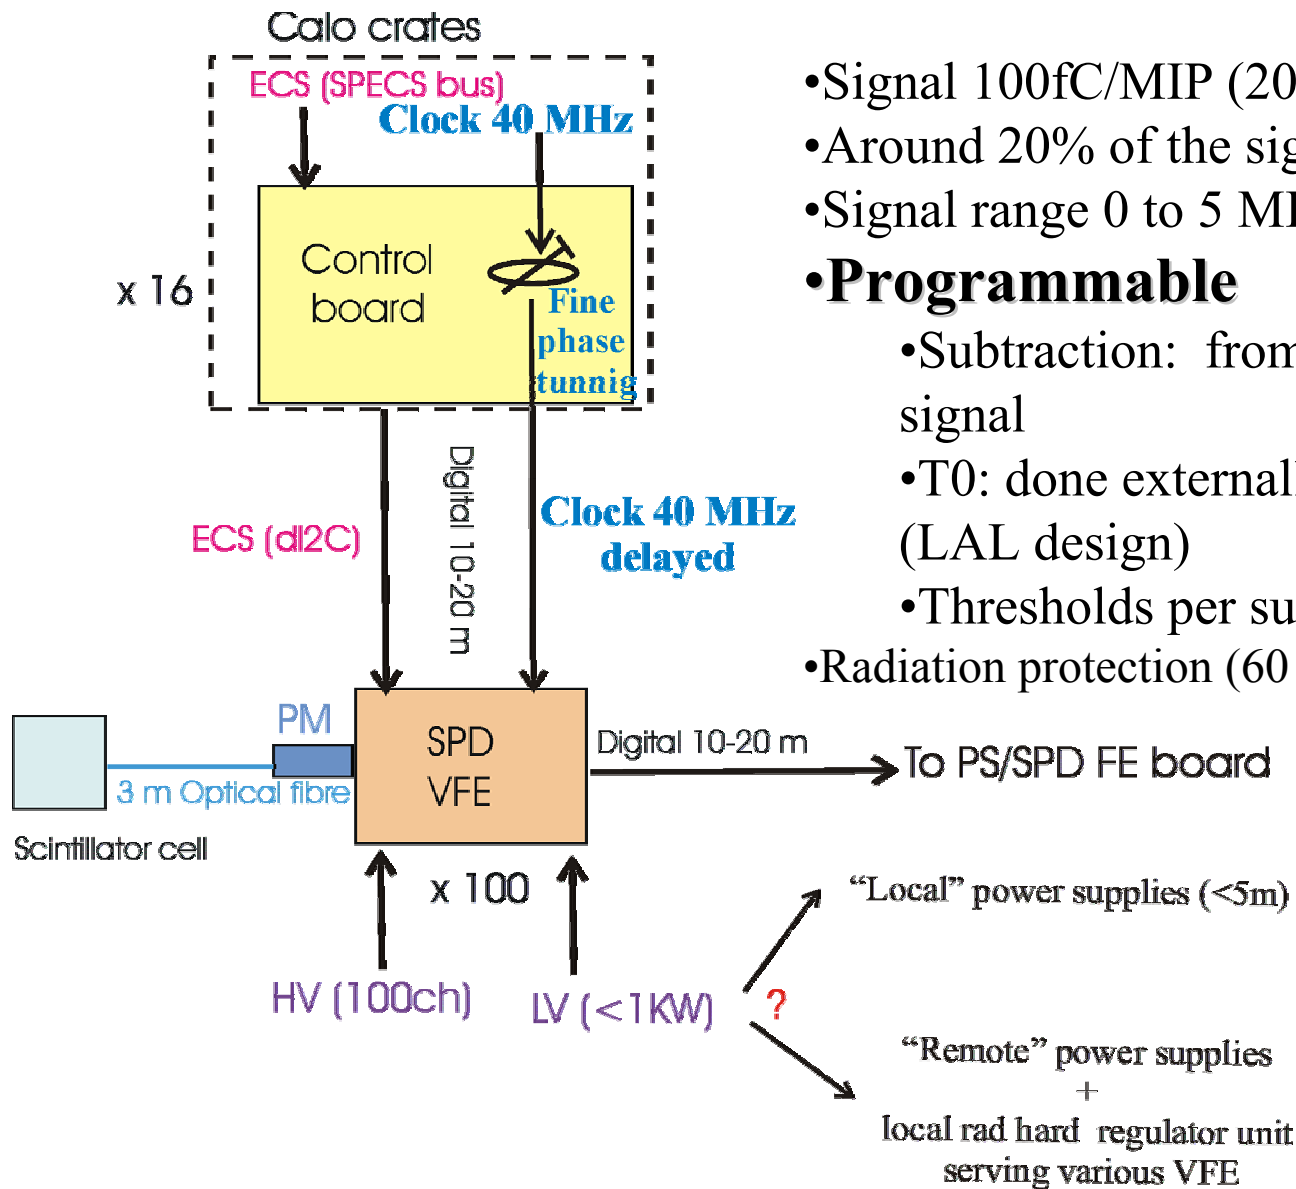 Calo crates
ECS (SPECS bus)
Clock 40 MHz
Control
board
x 16
Fine
phase
tunnig
Digital 10-20 m
ECS (dI2C)
Clock 40 MHz
delayed
PM
SPD
VFE
3 m Optical fibre
Scintillator cell
Digital 10-20 m
To PS/SPD FE board
x 100
HV (100ch)
LV (<1KW)
?
“Local” power supplies (<5m)
“Remote” power supplies
+
local rad hard regulator unit
serving various VFE
•Signal 100fC/MIP (20
•Around 20% of the sig
•Signal range 0 to 5 MI
•Programmable
•Subtraction: from
signal
•T0: done external
(LAL design)
•Thresholds per su
•Radiation protection (60